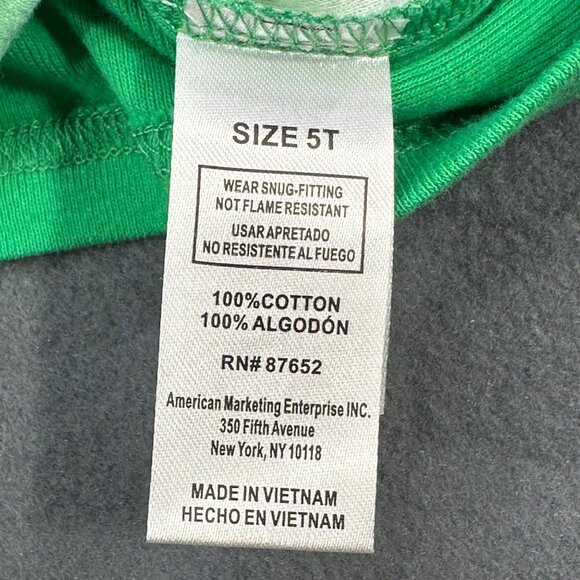 SIZE 5T
WEAR SNUG-FITTING
NOT FLAME RESISTANT
USAR APRETADO
NO RESISTENTE AL FUEGO
100%COTTON
100% ALGODÓN
RN# 87652
American Marketing Enterprise INC.
350 Fifth Avenue
New York, NY 10118
MADE IN VIETNAM
HECHO EN VIETNAM